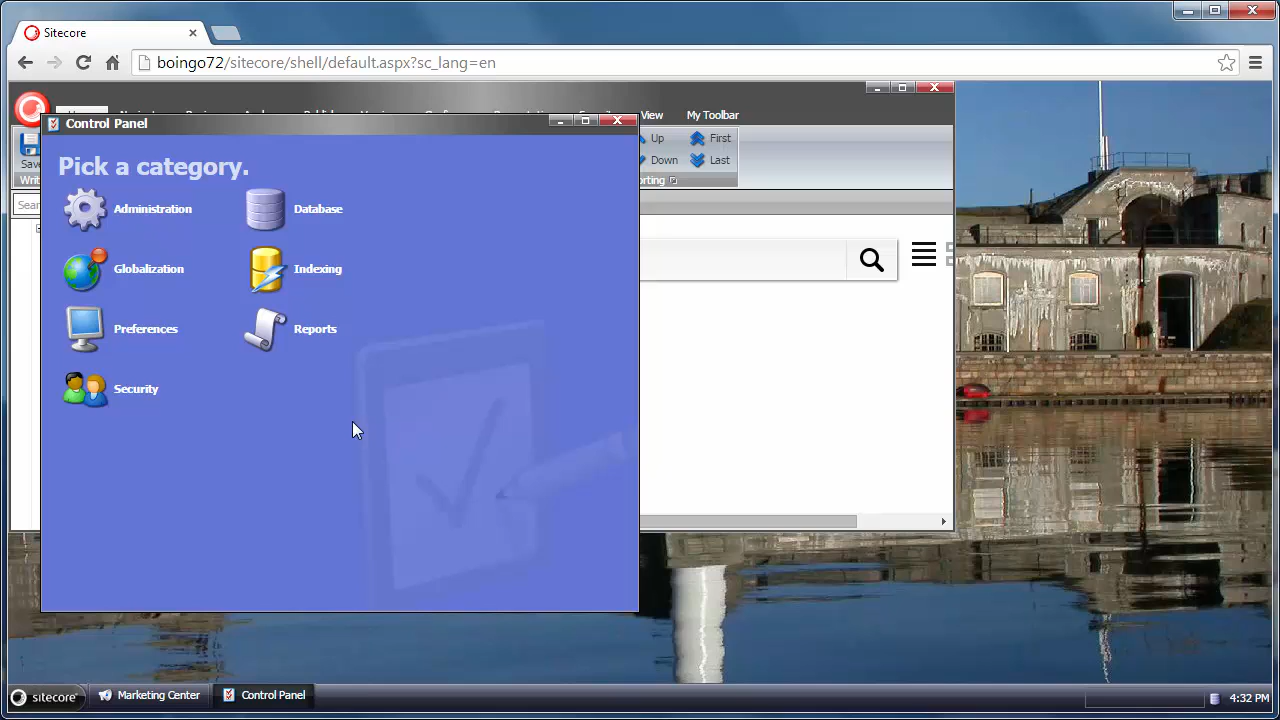 Sitecore
boingo72/sitecore/shell/default.aspx?sc_lang=en
View
My Toolbar
Control Panel
Up
First
Save
Down
Last
Pick a category.
Administration
Database
Globalization
Indexing
Preferences
Reports
Security
sitecore
Marketing Center
Control Panel
4:32 PM